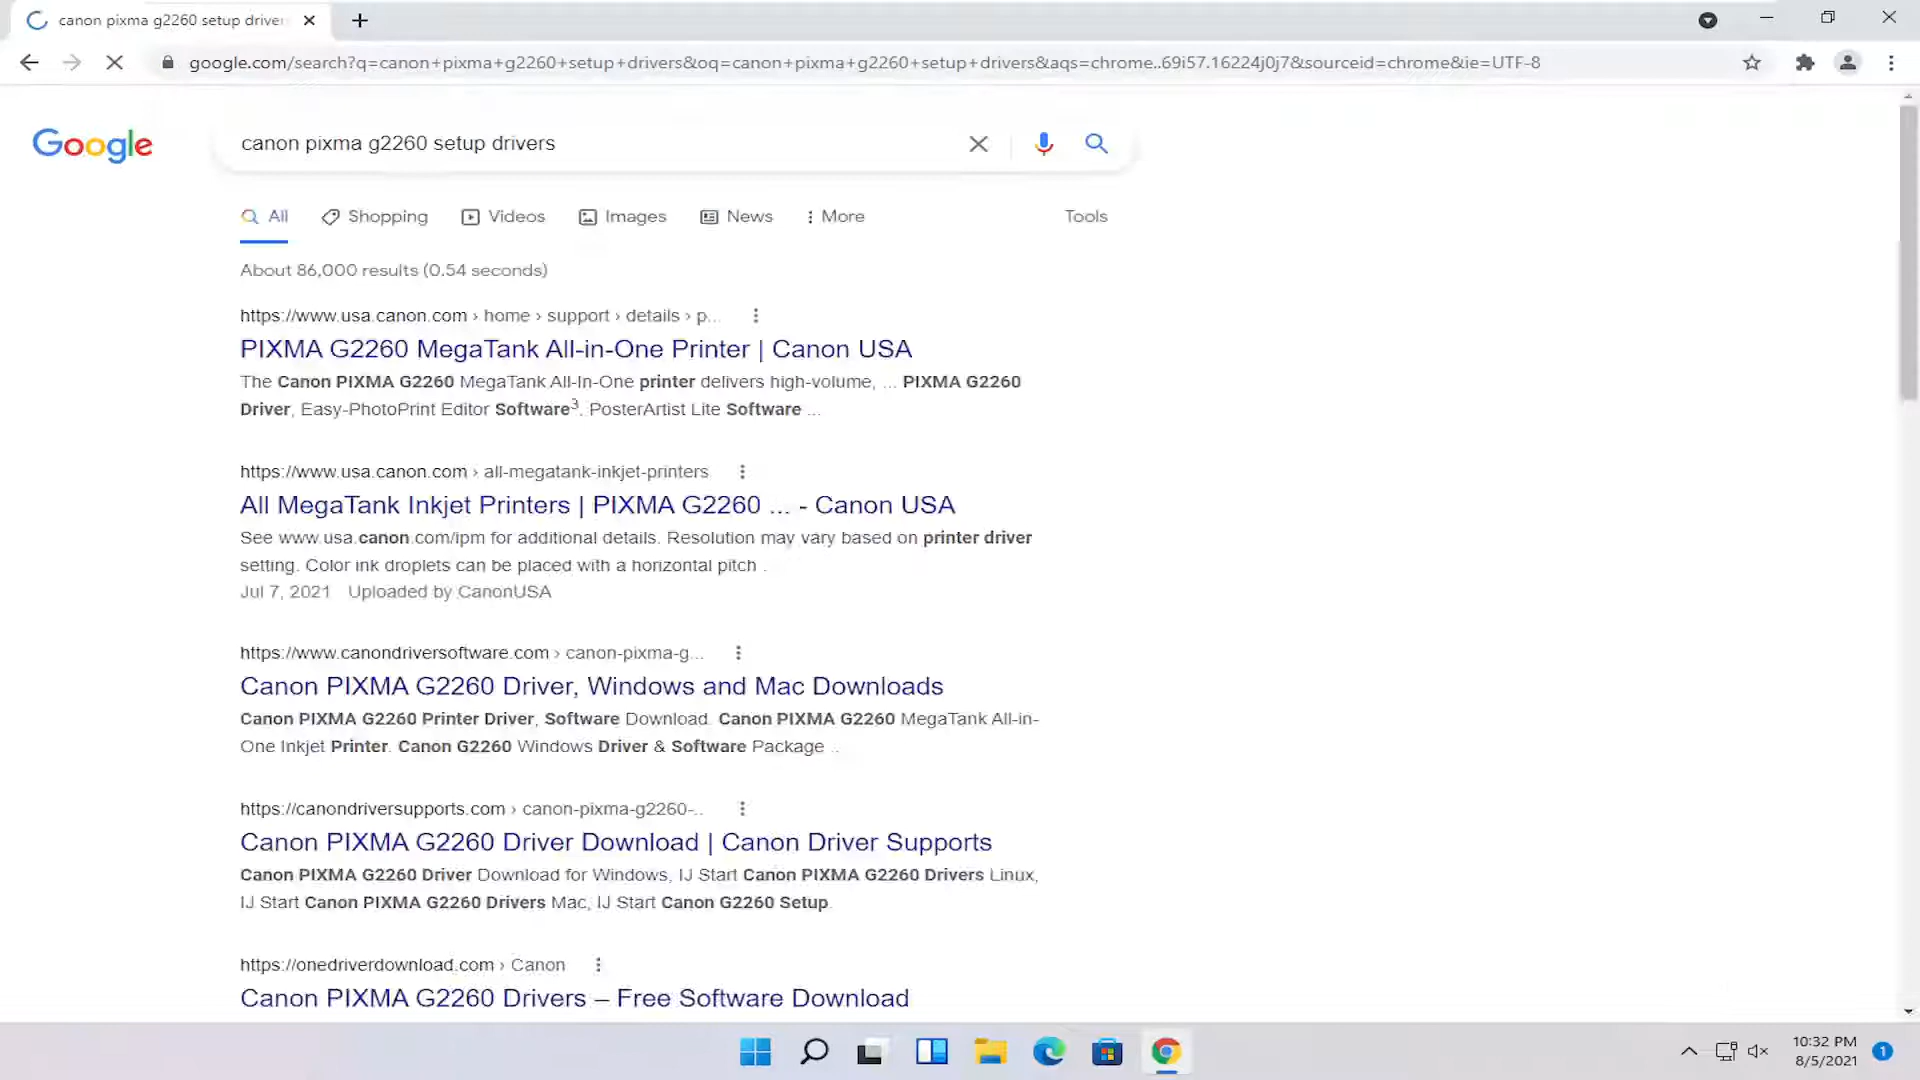 canon pixma g2260 setup driver
google.com/search?q=canon+pixma+g2260+setup+drivers&oq=canon+pixma+g2260+setup+drivers&aqs=chrome..69i57.16224j0j7&sourceid=chrome&ie=UTF-8
Google
canon pixma g2260 setup drivers
All Shopping Videos Images News More Tools
About 86,000 results (0.54 seconds)
https://www.usa.canon.com › home › support › details › p...
PIXMA G2260 MegaTank All-in-One Printer | Canon USA
The Canon PIXMA G2260 MegaTank All-In-One printer delivers high-volume, ... PIXMA G2260
Driver, Easy-PhotoPrint Editor Software3. PosterArtist Lite Software ...
https://www.usa.canon.com › all-megatank-inkjet-printers
All MegaTank Inkjet Printers | PIXMA G2260 ... - Canon USA
See www.usa.canon.com/ipm for additional details. Resolution may vary based on printer driver
setting. Color ink droplets can be placed with a horizontal pitch .
Jul 7, 2021 Uploaded by CanonUSA
https://www.canondriversoftware.com › canon-pixma-g...
Canon PIXMA G2260 Driver, Windows and Mac Downloads
Canon PIXMA G2260 Printer Driver, Software Download. Canon PIXMA G2260 MegaTank All-in-
One Inkjet Printer. Canon G2260 Windows Driver & Software Package ..
https://canondriversupports.com › canon-pixma-g2260-..
Canon PIXMA G2260 Driver Download | Canon Driver Supports
Canon PIXMA G2260 Driver Download for Windows, IJ Start Canon PIXMA G2260 Drivers Linux,
IJ Start Canon PIXMA G2260 Drivers Mac, IJ Start Canon G2260 Setup.
https://onedriverdownload.com › Canon
Canon PIXMA G2260 Drivers – Free Software Download
10:32 PM
8/5/2021
1